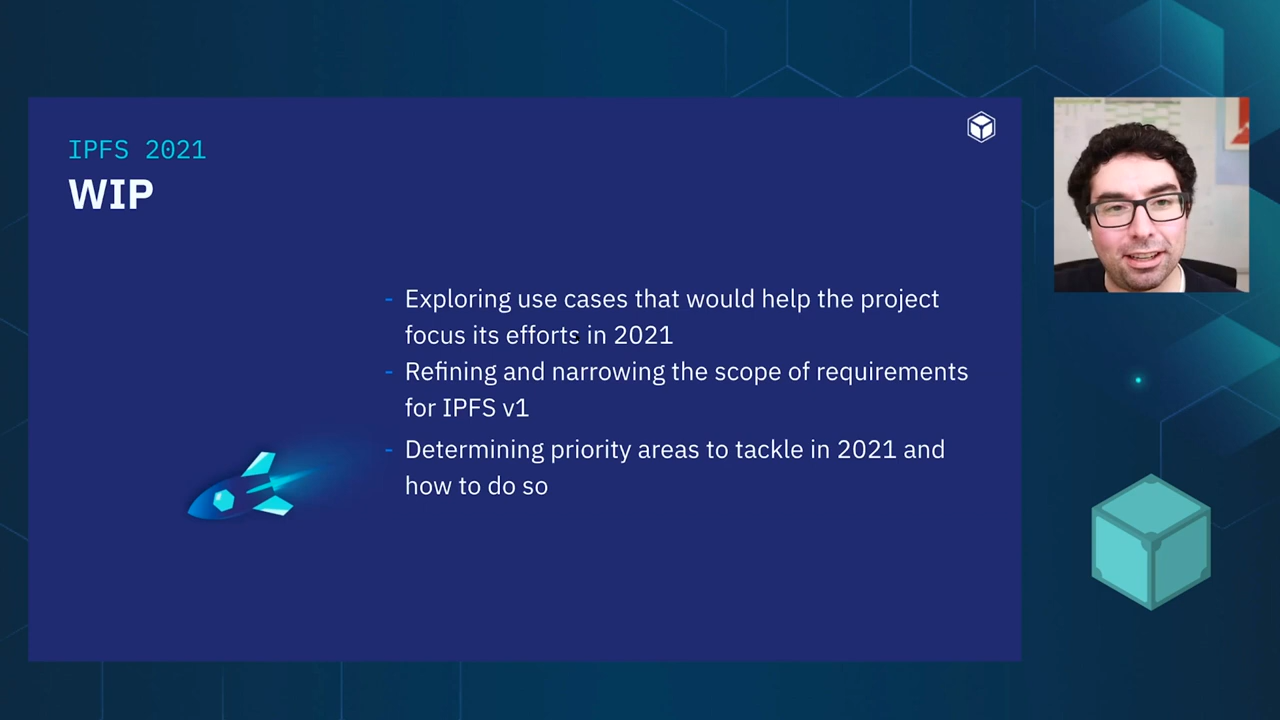 IPFS 2021
WIP
- Exploring use cases that would help the project
focus its efforts in 2021
- Refining and narrowing the scope of requirements
for IPFS v1
- Determining priority areas to tackle in 2021 and
how to do so